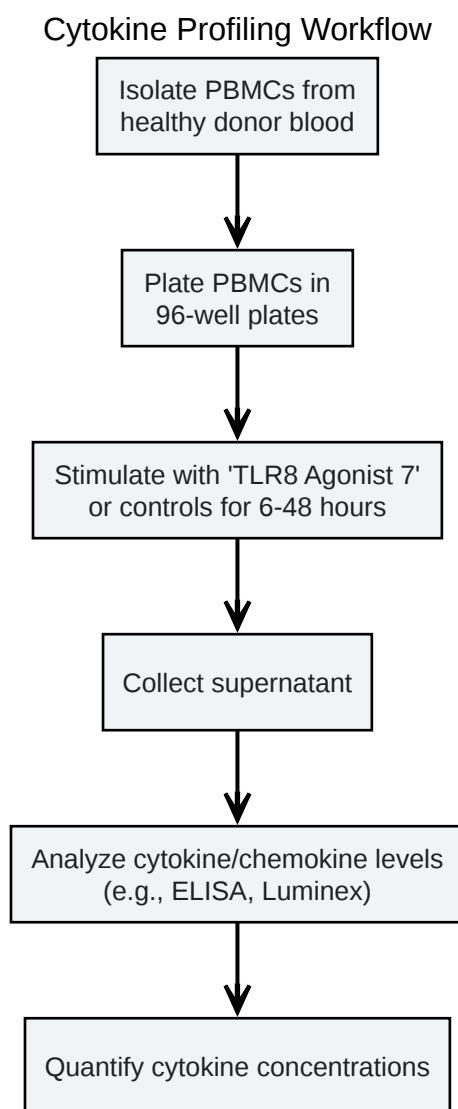 Cytokine Profiling Workflow
Isolate PBMCs from
healthy donor blood
Plate PBMCs in
96-well plates
Stimulate with 'TLR8 Agonist 7'
or controls for 6-48 hours
Collect supernatant
Analyze cytokine/chemokine levels
(e.g., ELISA, Luminex)
Quantify cytokine concentrations